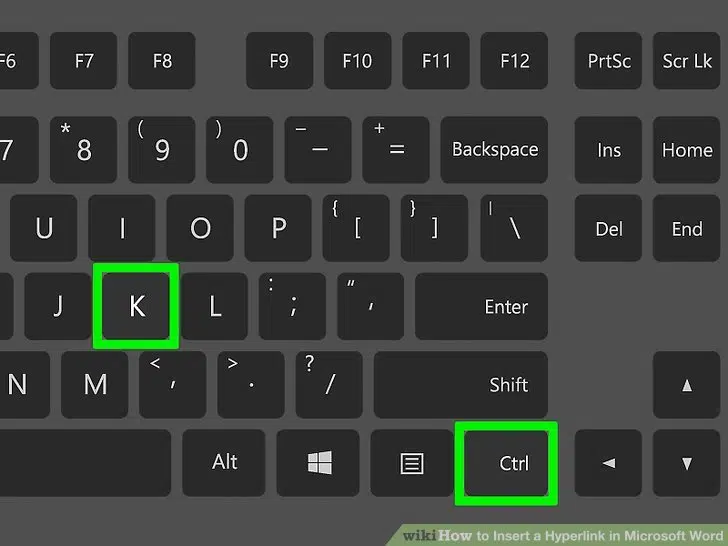 F6 F7 F8 F9 F10 F11 F12 PrtSc Scr Lk
7 * 8 ( 9 ) 0 – – + = Backspace Ins Home
U I O P { [ } ] | \ Del End
J K L : ; “ ‘ Enter
N M < , > . ? / Shift ▲
Alt Ctrl ◄ ▼
wikiHow to Insert a Hyperlink in Microsoft Word